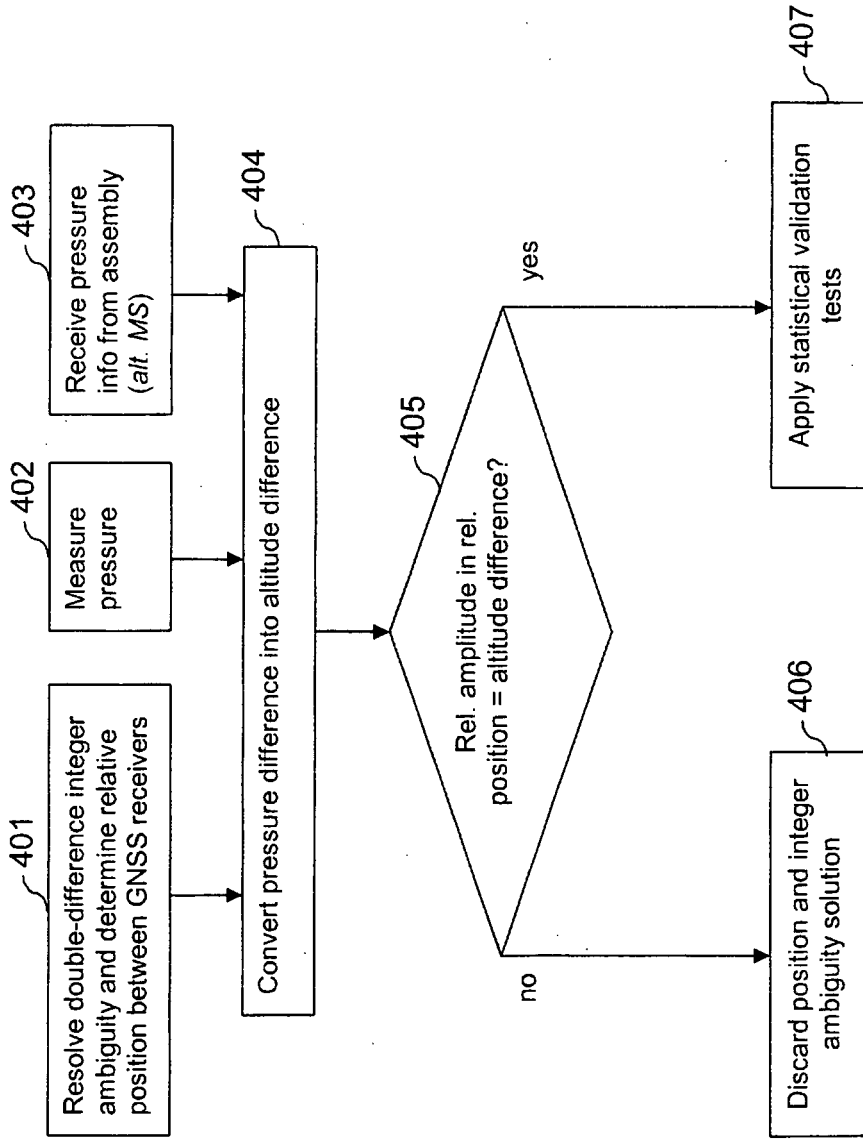 401
Resolve double-difference integer
ambiguity and determine relative
position between GNSS receivers
402
Measure
pressure
403
Receive pressure
info from assembly
(alt. MS)
404
Convert pressure difference into altitude difference
405
Rel. amplitude in rel.
position = altitude difference?
no
yes
406
Discard position and integer
ambiguity solution
407
Apply statistical validation
tests